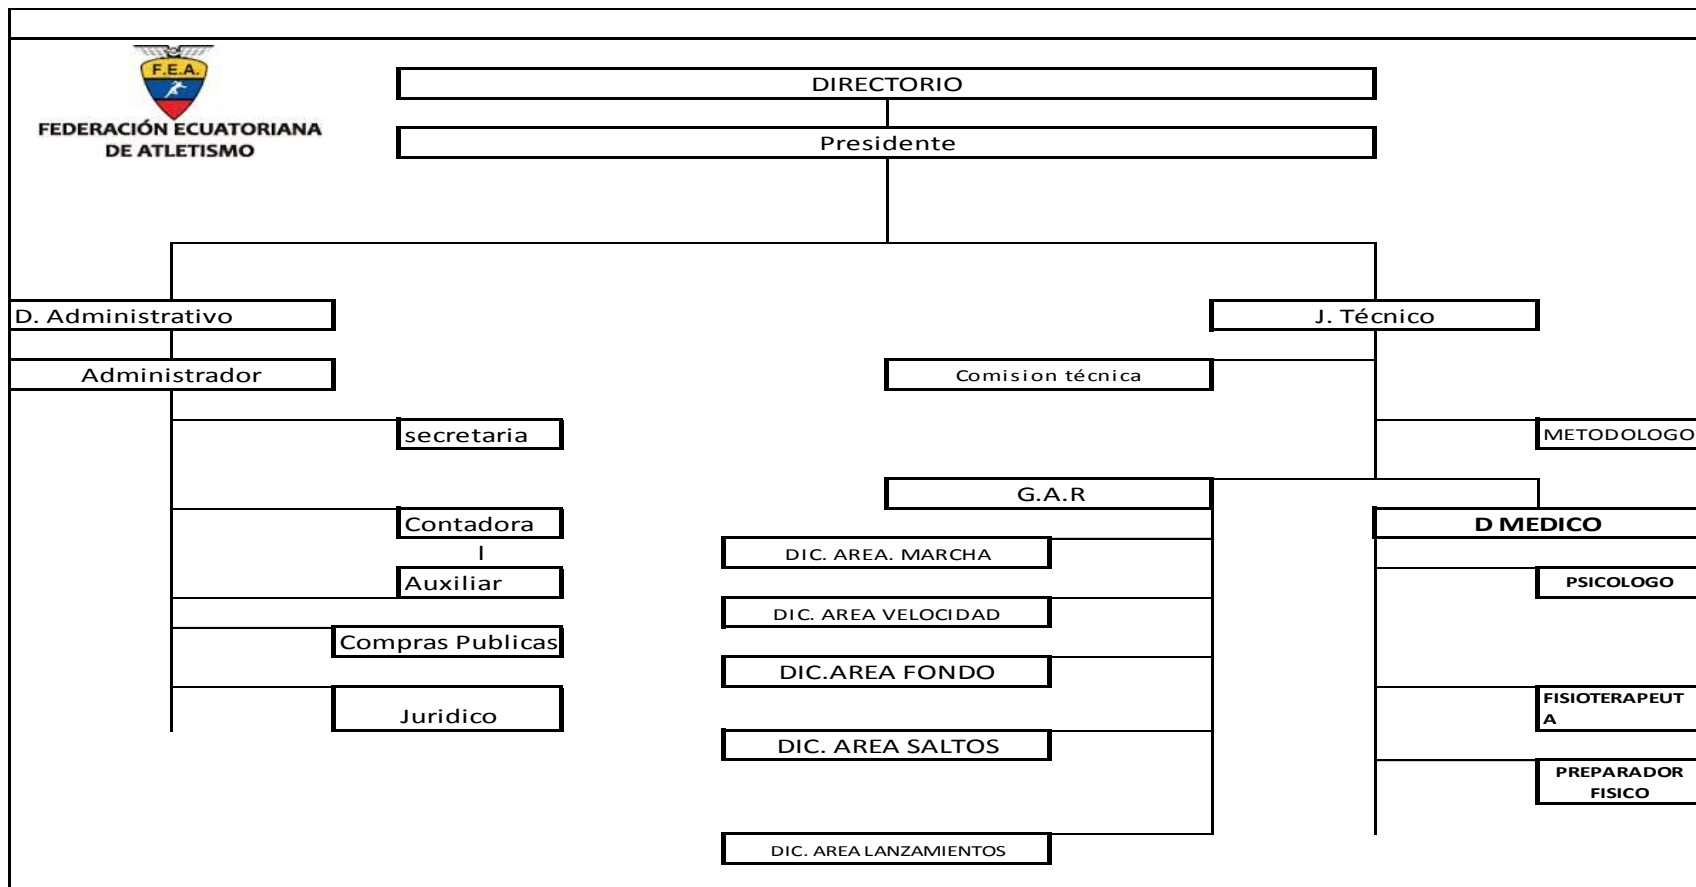 F.E.A.
FEDERACIÓN ECUATORIANA
DE ATLETISMO
DIRECTORIO
Presidente
D. Administrativo
J. Técnico
Administrador
Comision técnica
secretaria
METODOLOGO
G.A.R
Contadora
D MEDICO
I
DIC. AREA. MARCHA
Auxiliar
PSICOLOGO
DIC. AREA VELOCIDAD
Compras Publicas
DIC.AREA FONDO
Juridico
FISIOTERAPEUT
A
DIC. AREA SALTOS
PREPARADOR
FISICO
DIC. AREA LANZAMIENTOS